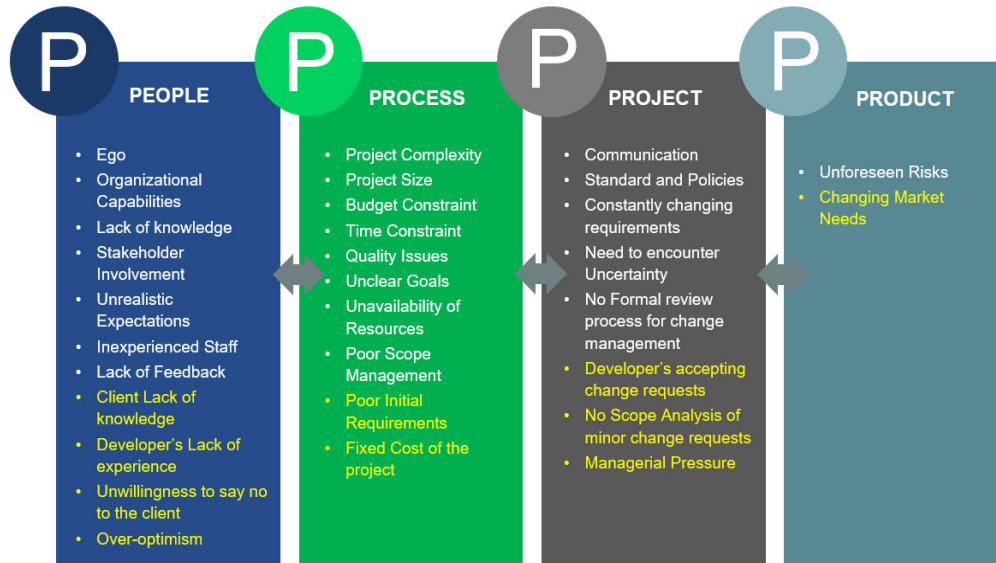 P
PEOPLE
• Ego
• Organizational
Capabilities
• Lack of knowledge
• Stakeholder
Involvement
• Unrealistic
Expectations
• Inexperienced Staff
• Lack of Feedback
• Client Lack of
knowledge
• Developer's Lack of
experience
• Unwillingness to say no
to the client
• Over-optimism
P
PROCESS
• Project Complexity
• Project Size
• Budget Constraint
• Time Constraint
• Quality Issues
• Unclear Goals
• Unavailability of
Resources
• Poor Scope
Management
• Poor Initial
Requirements
• Fixed Cost of the
project
P
PROJECT
• Communication
• Standard and Policies
• Constantly changing
requirements
• Need to encounter
Uncertainty
• No Formal review
process for change
management
• Developer's accepting
change requests
• No Scope Analysis of
minor change requests
• Managerial Pressure
P
PRODUCT
• Unforeseen Risks
• Changing Market
Needs